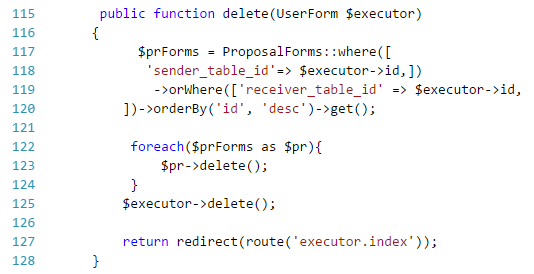 115 public function delete(UserForm $executor)
116 {
117 $prForms = ProposalForms::where([
118 'sender_table_id'=> $executor->id,])
119 ->orWhere(['receiver_table_id' => $executor->id,
120 ])->orderBy('id', 'desc')->get();
121
122 foreach($prForms as $pr){
123 $pr->delete();
124 }
125 $executor->delete();
126
127 return redirect(route('executor.index'));
128 }